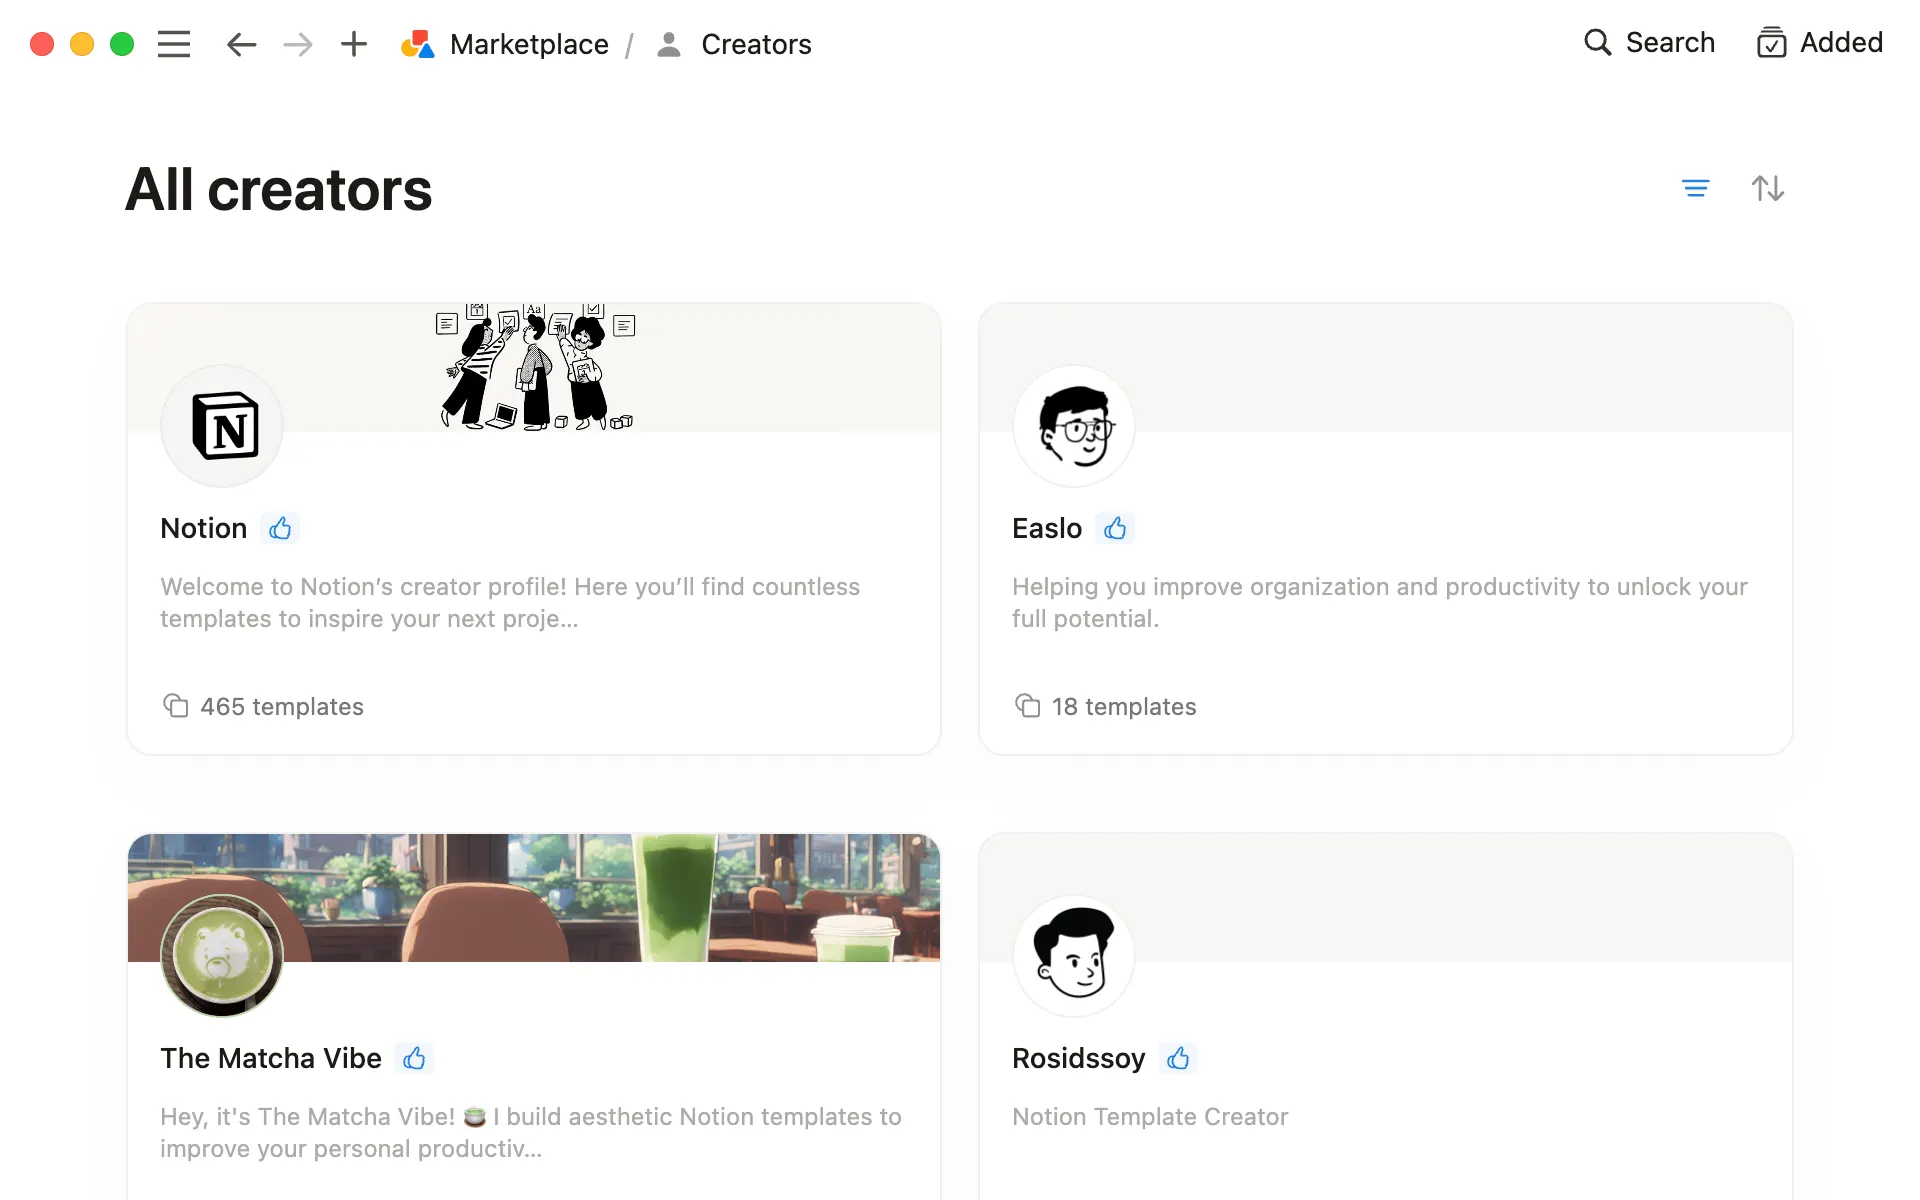 Marketplace / Creators
Search
Added
All creators
Aa
N
Notion
Welcome to Notion’s creator profile! Here you’ll find countless
templates to inspire your next proje...
465 templates
Easlo
Helping you improve organization and productivity to unlock your
full potential.
18 templates
The Matcha Vibe
Hey, it's The Matcha Vibe! 🍵 I build aesthetic Notion templates to
improve your personal productiv...
Rosidssoy
Notion Template Creator